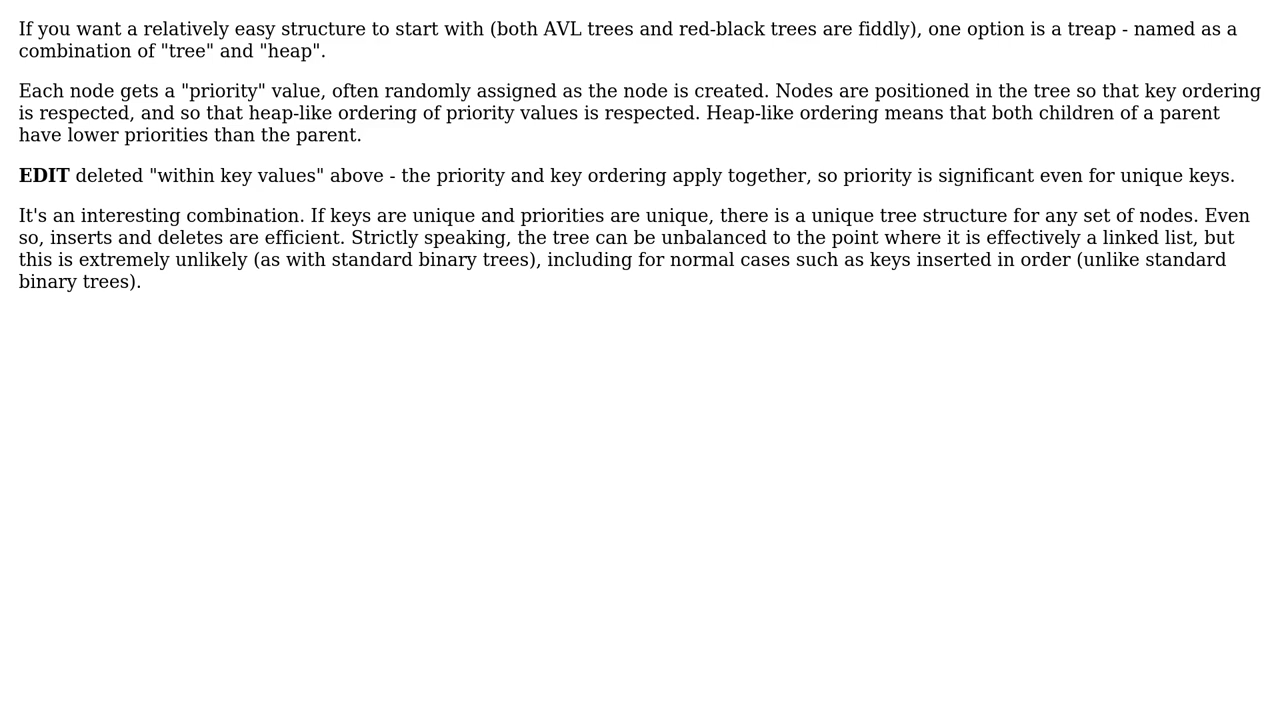 If you want a relatively easy structure to start with (both AVL trees and red-black trees are fiddly), one option is a treap - named as a
combination of "tree" and "heap".
Each node gets a "priority" value, often randomly assigned as the node is created. Nodes are positioned in the tree so that key ordering
is respected, and so that heap-like ordering of priority values is respected. Heap-like ordering means that both children of a parent
have lower priorities than the parent.
EDIT deleted "within key values" above - the priority and key ordering apply together, so priority is significant even for unique keys.
It's an interesting combination. If keys are unique and priorities are unique, there is a unique tree structure for any set of nodes. Even
so, inserts and deletes are efficient. Strictly speaking, the tree can be unbalanced to the point where it is effectively a linked list, but
this is extremely unlikely (as with standard binary trees), including for normal cases such as keys inserted in order (unlike standard
binary trees).